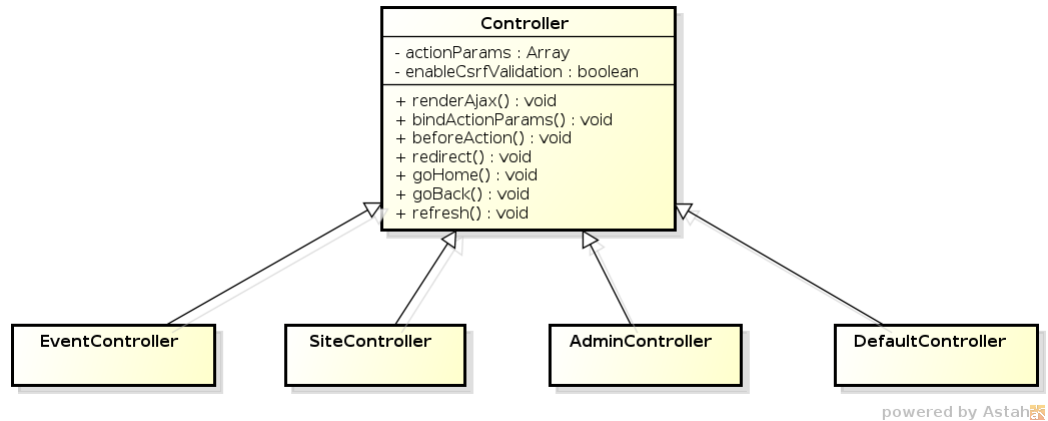 Controller
- actionParams : Array
- enableCsrfValidation : boolean
+ renderAjax() : void
+ bindActionParams() : void
+ beforeAction() : void
+ redirect() : void
+ goHome() : void
+ goBack() : void
+ refresh() : void
EventController
SiteController
AdminController
DefaultController
powered by Astah